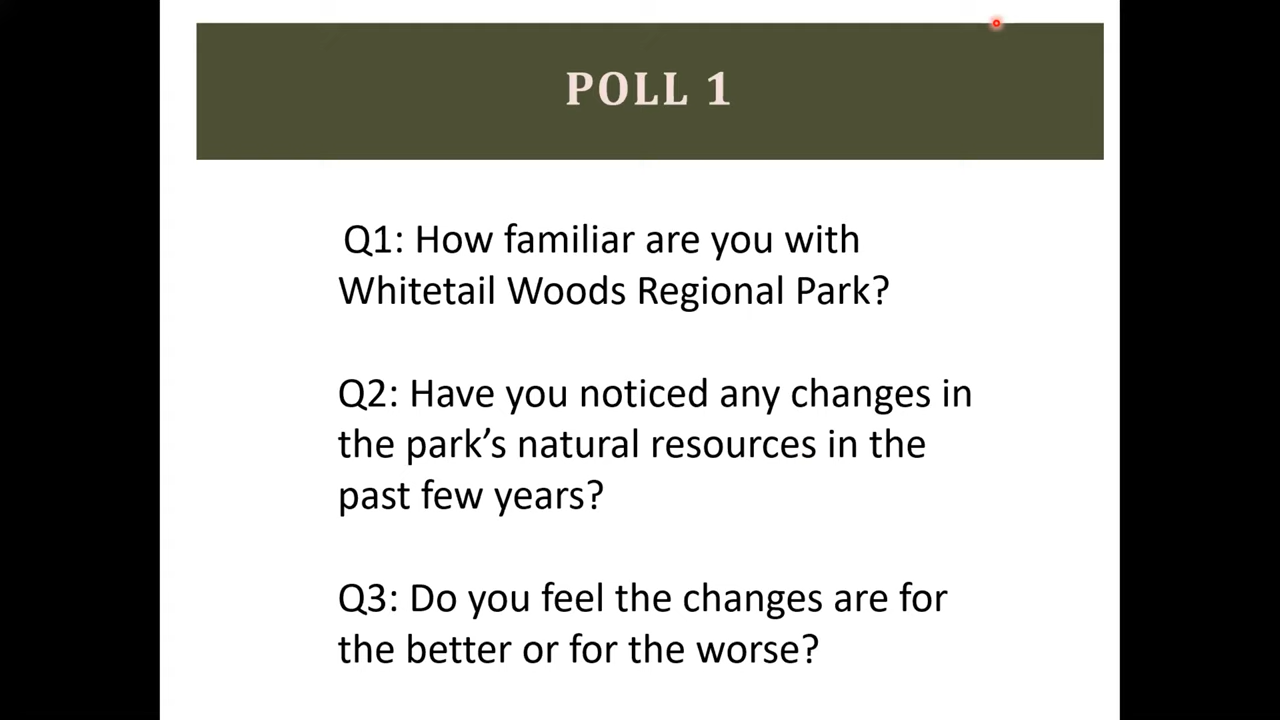 POLL 1
Q1: How familiar are you with
Whitetail Woods Regional Park?
Q2: Have you noticed any changes in
the park’s natural resources in the
past few years?
Q3: Do you feel the changes are for
the better or for the worse?